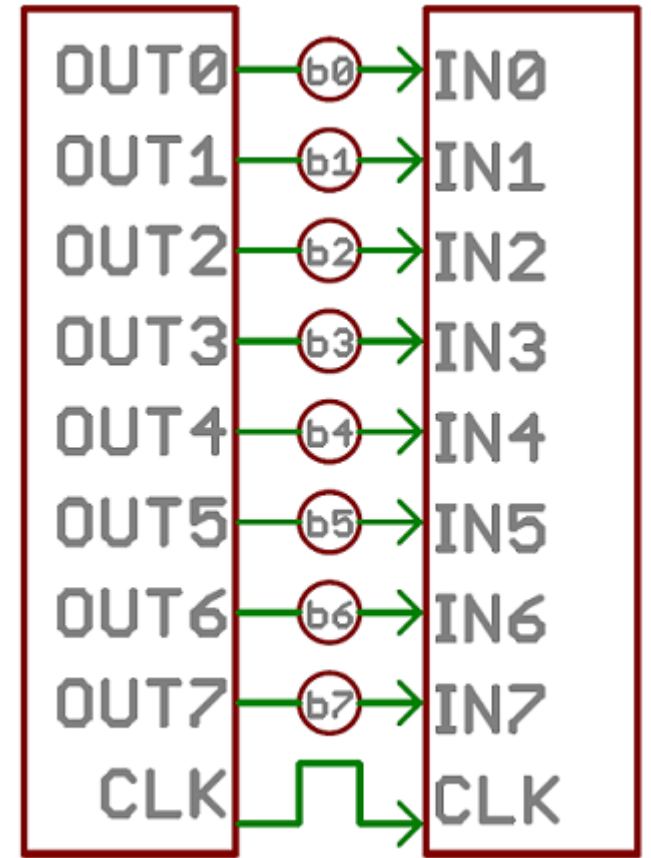 OUT0 b0 IN0
OUT1 b1 IN1
OUT2 b2 IN2
OUT3 b3 IN3
OUT4 b4 IN4
OUT5 b5 IN5
OUT6 b6 IN6
OUT7 b7 IN7
CLK CLK